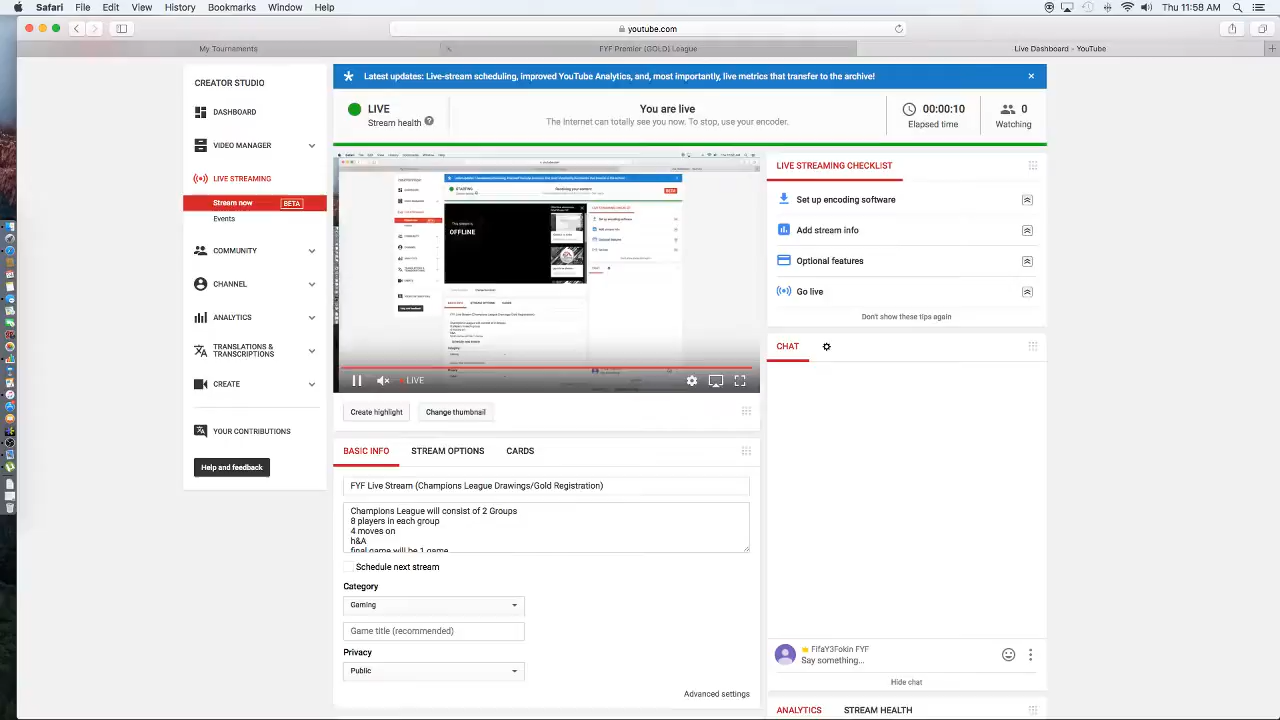 Safari File Edit View History Bookmarks Window Help
Thu 11:58 AM
youtube.com
My Tournaments
FYF Premier (GOLD) League
Live Dashboard - YouTube
CREATOR STUDIO
DASHBOARD
VIDEO MANAGER
LIVE STREAMING
Stream now BETA
Events
COMMUNITY
CHANNEL
ANALYTICS
TRANSLATIONS &
TRANSCRIPTIONS
CREATE
YOUR CONTRIBUTIONS
Help and feedback
Latest updates: Live-stream scheduling, improved YouTube Analytics, and, most importantly, live metrics that transfer to the archive!
LIVE
Stream health
You are live
The Internet can totally see you now. To stop, use your encoder.
00:00:10
Elapsed time
0
Watching
OFFLINE
LIVE
Create highlight
Change thumbnail
BASIC INFO
STREAM OPTIONS
CARDS
FYF Live Stream (Champions League Drawings/Gold Registration)
Champions League will consist of 2 Groups
8 players in each group
4 moves on
h&A
final game will be 1 game
Schedule next stream
Category
Gaming
Game title (recommended)
Privacy
Public
Advanced settings
LIVE STREAMING CHECKLIST
Set up encoding software
Add stream info
Optional features
Go live
Don't show these tips again
CHAT
FifaY3Fokin FYF
Say something...
Hide chat
ANALYTICS
STREAM HEALTH